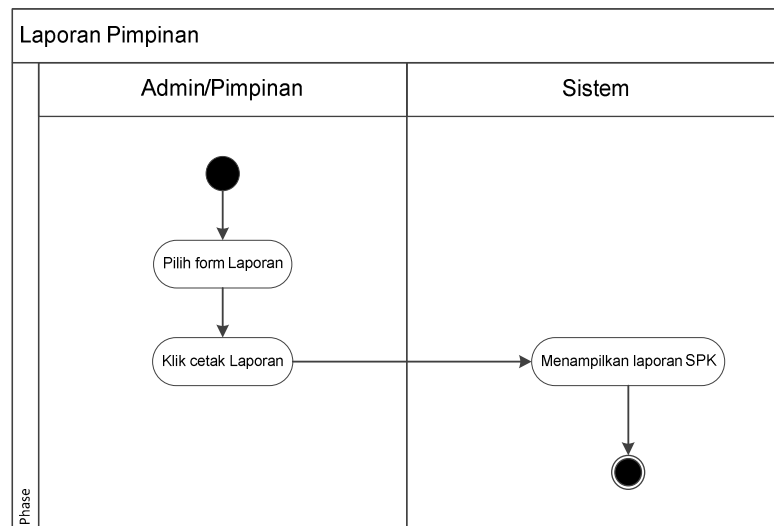 Laporan Pimpinan
Admin/Pimpinan
Sistem
Pilih form Laporan
Klik cetak Laporan
Menampilkan laporan SPK
Phase